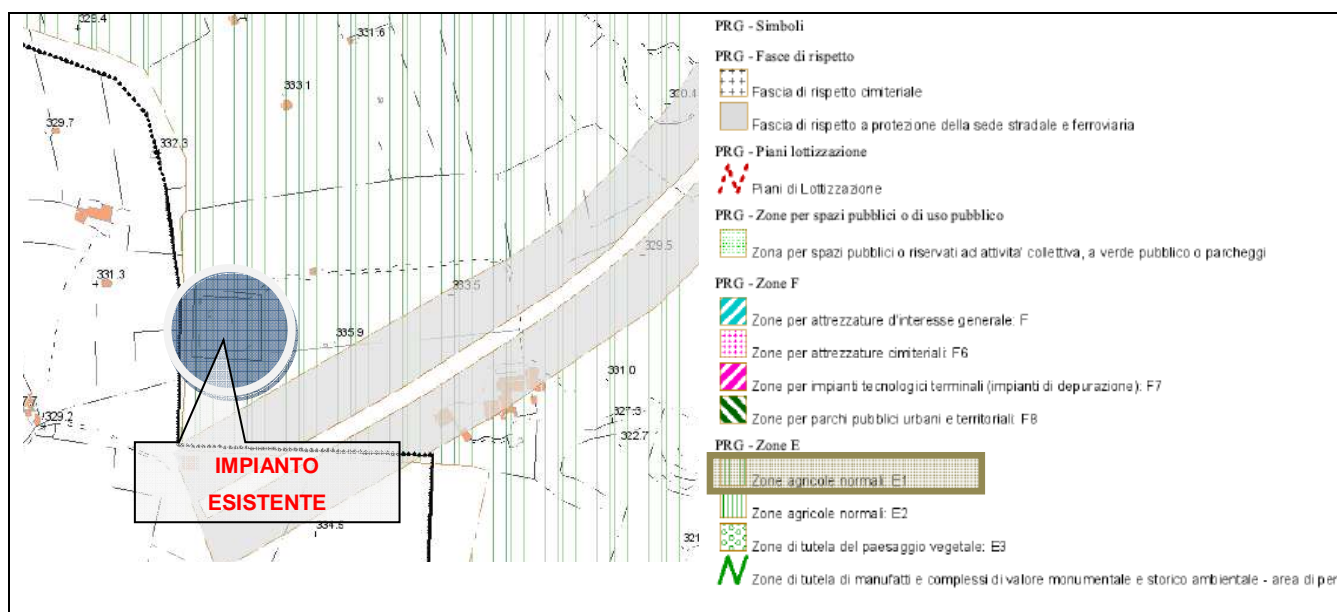 329.4
331.6
333.1
330.4
329.7
332.3
329.5
331.3
333.5
335.9
331.0
329.2
327.3
322.7
IMPIANTO
ESISTENTE
334.6
321
PRG - Simboli
PRG - Fasce di rispetto
Fascia di rispetto cimiteriale
Fascia di rispetto a protezione della sede stradale e ferroviaria
PRG - Piani lottizzazione
Piani di Lottizzazione
PRG - Zone per spazi pubblici o di uso pubblico
Zona per spazi pubblici o riservati ad attivita' collettiva, a verde pubblico o parcheggi
PRG - Zone F
Zone per attrezzature d'interesse generale: F
Zone per attrezzature cimiteriali: F6
Zone per impianti tecnologici terminali (impianti di depurazione): F7
Zone per parchi pubblici urbani e territoriali: F8
PRG - Zone E
Zone agricole normali: E1
Zone agricole normali: E2
Zone di tutela del paesaggio vegetale: E3
Zone di tutela di manufatti e complessi di valore monumentale e storico ambientale - area di per